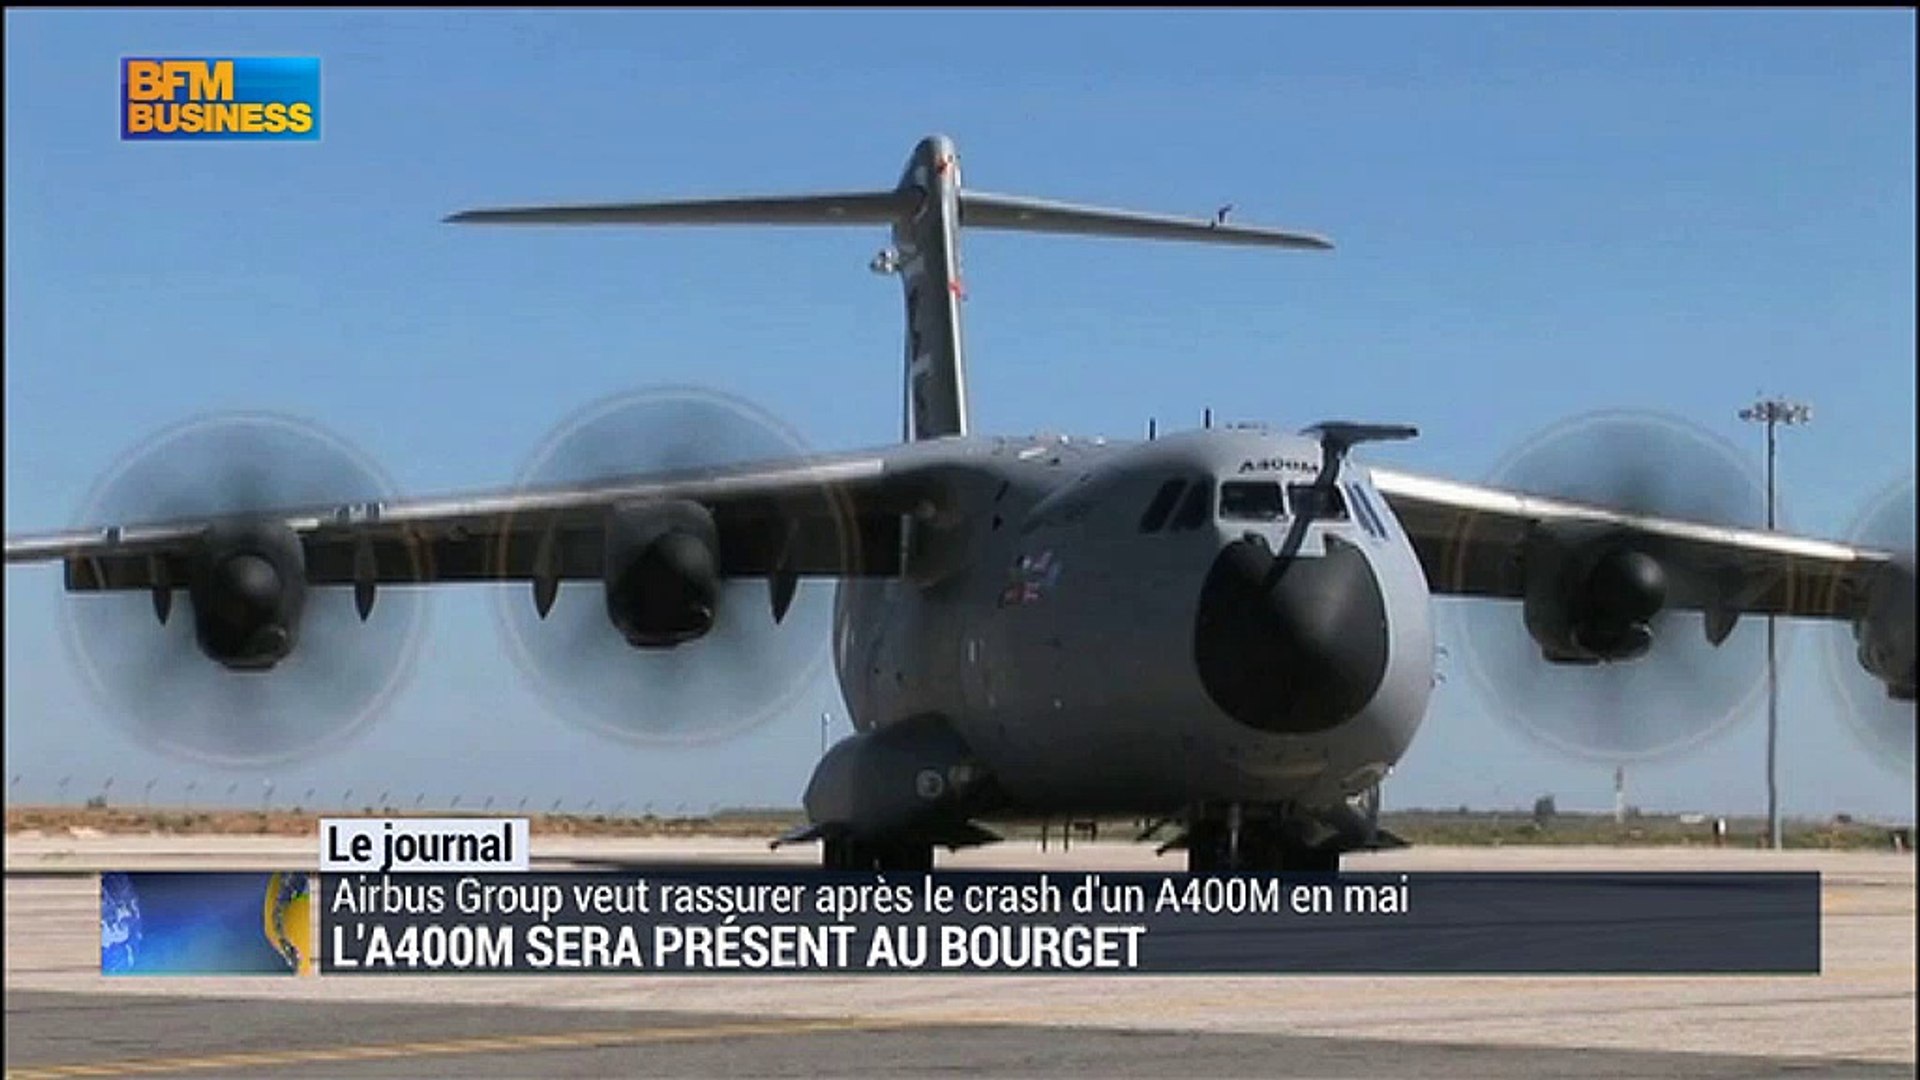 BFM
BUSINESS
A400M
Le journal
Airbus Group veut rassurer après le crash d'un A400M en mai
L'A400M SERA PRÉSENT AU BOURGET